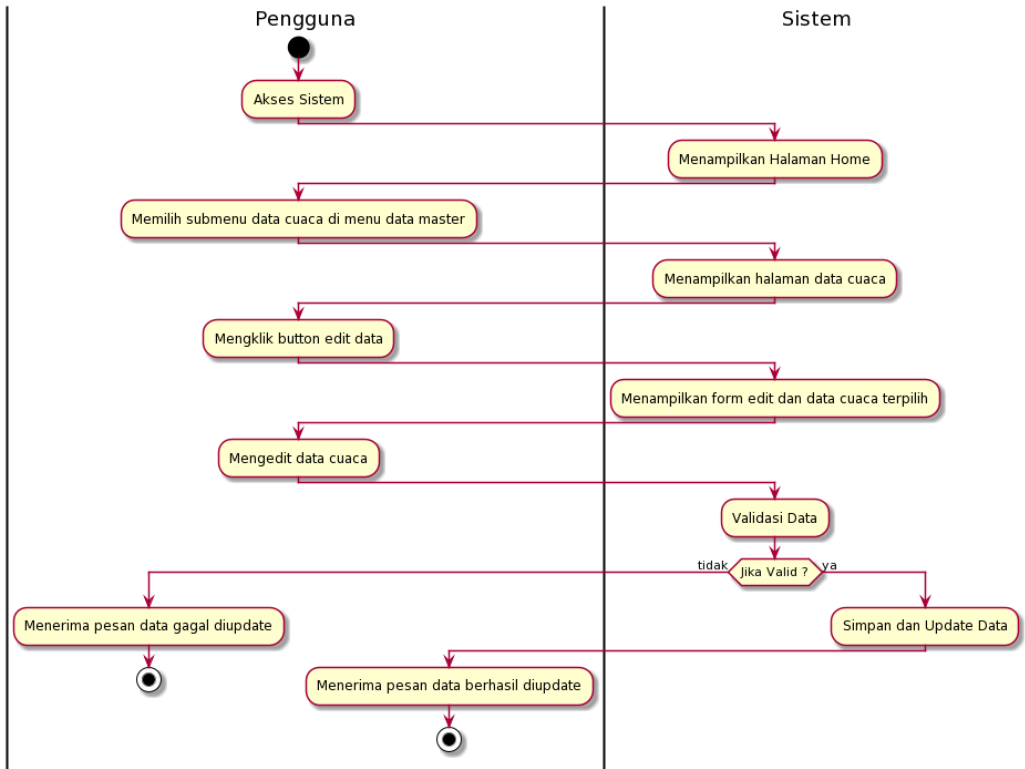 Pengguna
Sistem
Akses Sistem
Menampilkan Halaman Home
Memilih submenu data cuaca di menu data master
Menampilkan halaman data cuaca
Mengklik button edit data
Menampilkan form edit dan data cuaca terpilih
Mengedit data cuaca
Validasi Data
tidak
Jika Valid ?
ya
Menerima pesan data gagal diupdate
Simpan dan Update Data
Menerima pesan data berhasil diupdate